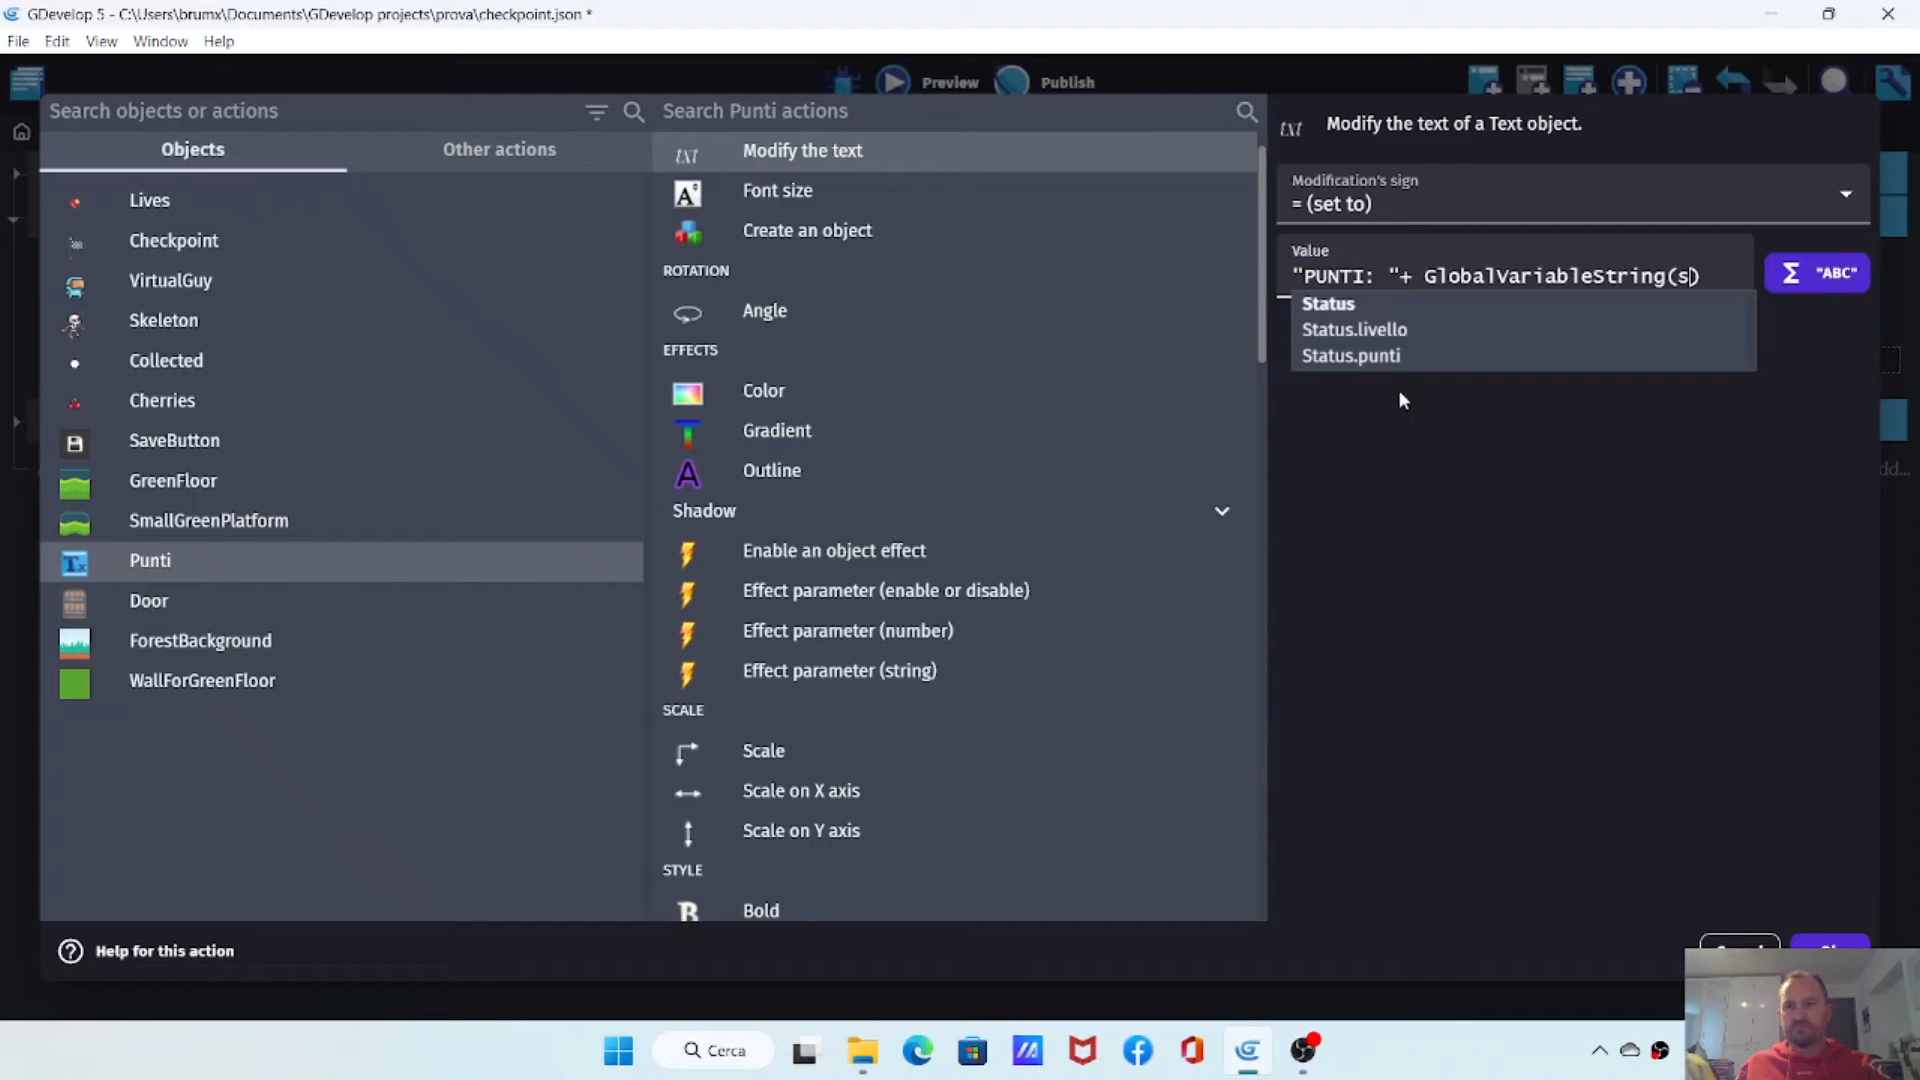 GDevelop 5 - C:\Users\brumx\Documents\GDevelop projects\prova\checkpoint.json *
File Edit View Window Help
Preview Publish
Search objects or actions
Objects Other actions
Lives
Checkpoint
VirtualGuy
Skeleton
Collected
Cherries
SaveButton
GreenFloor
SmallGreenPlatform
Punti
Door
ForestBackground
WallForGreenFloor
Search Punti actions
txt Modify the text
Font size
Create an object
ROTATION
Angle
EFFECTS
Color
Gradient
Outline
Shadow
Enable an object effect
Effect parameter (enable or disable)
Effect parameter (number)
Effect parameter (string)
SCALE
Scale
Scale on X axis
Scale on Y axis
STYLE
Bold
txt Modify the text of a Text object.
Modification's sign
= (set to)
Value
"PUNTI: "+ GlobalVariableString(s)
Σ "ABC"
Status
Status.livello
Status.punti
dd...
Help for this action
Cerca